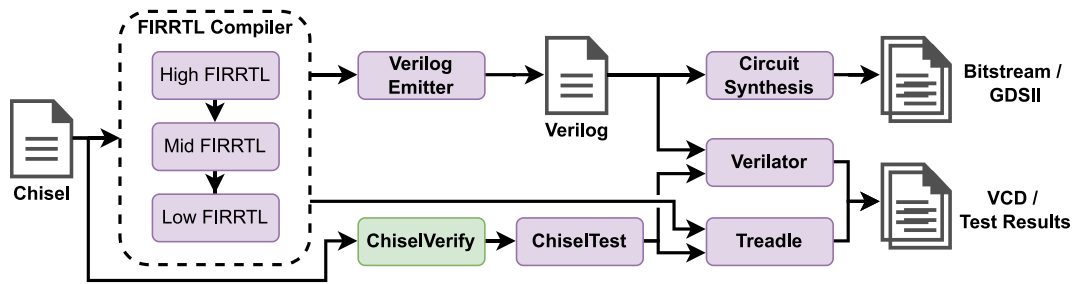 FIRRTL Compiler
High FIRRTL
Mid FIRRTL
Low FIRRTL
Chisel
Verilog
Emitter
Verilog
Circuit
Synthesis
Bitstream /
GDSII
Verilator
ChiselVerify
ChiselTest
Treadle
VCD /
Test Results